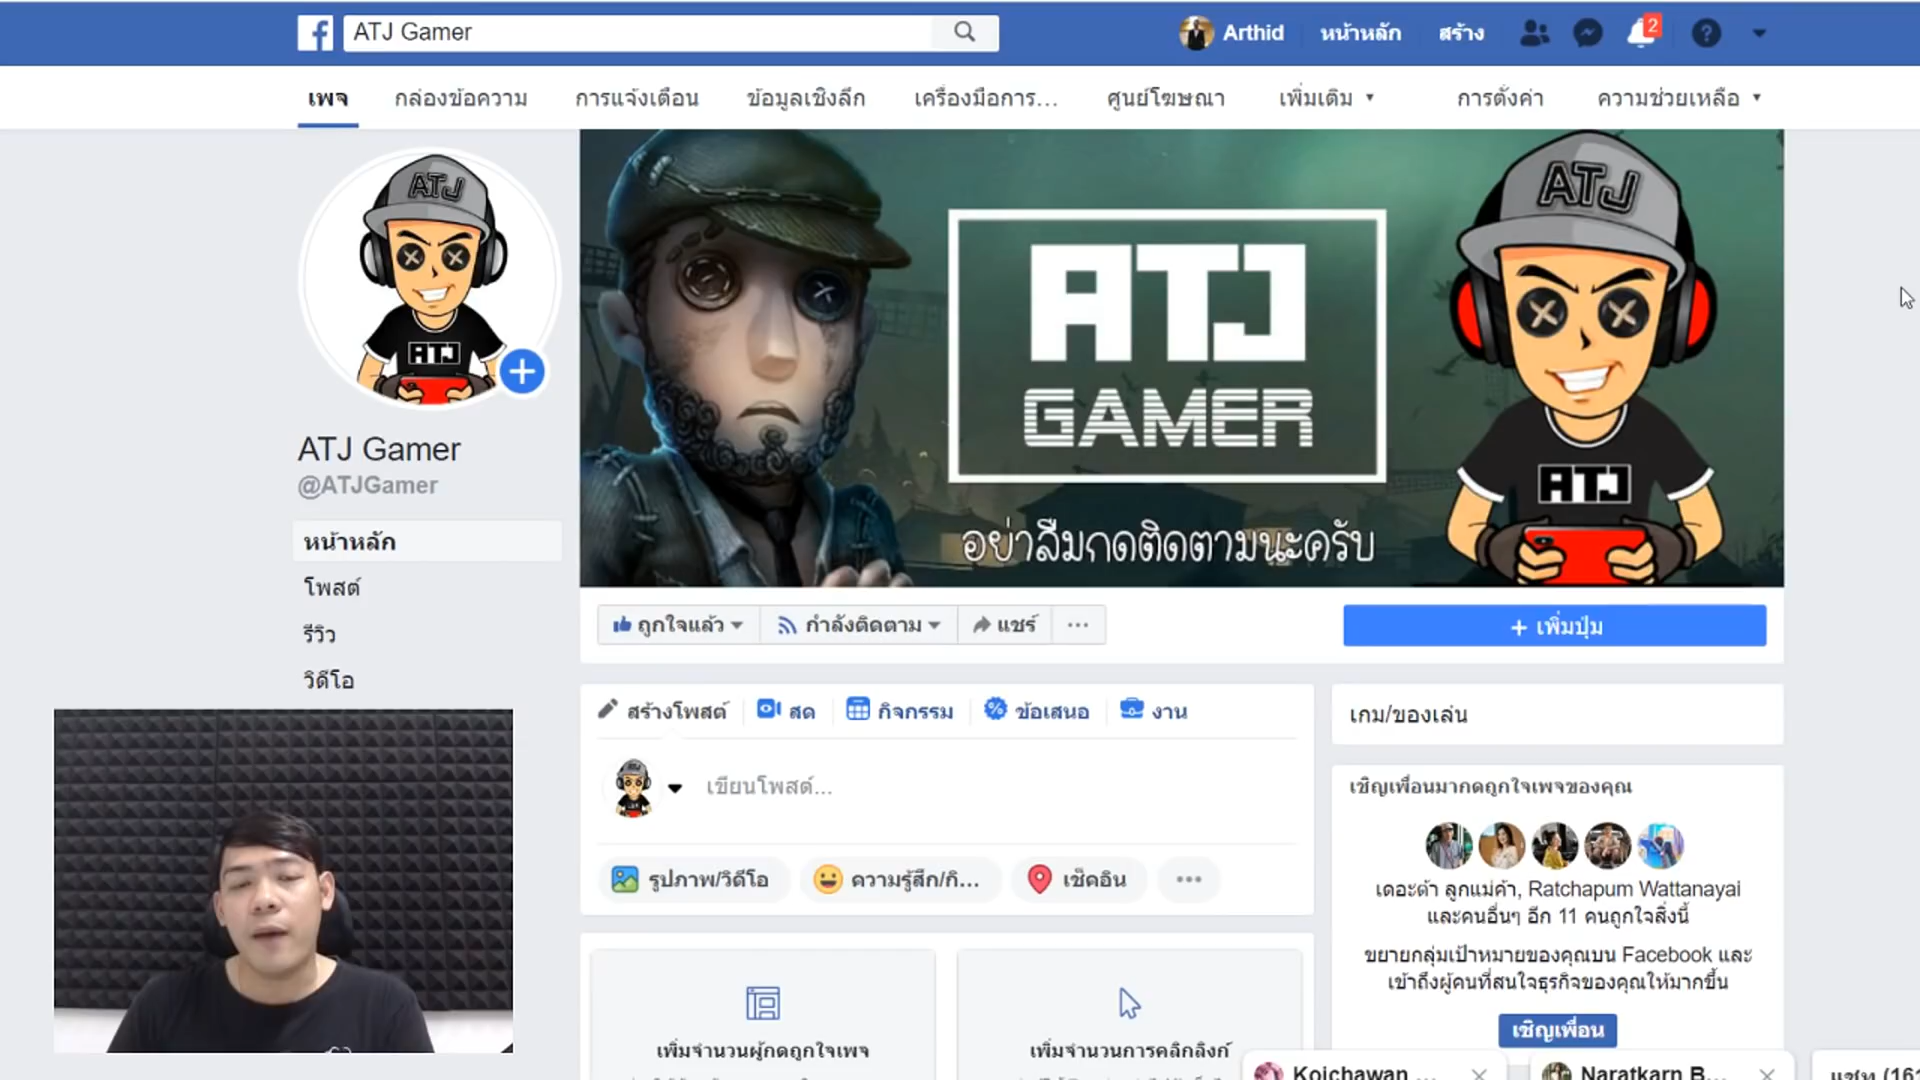 ATJ Gamer
Arthid
หน้าหลัก
สร้าง
2
เพจ
กล่องข้อความ
การแจ้งเตือน
ข้อมูลเชิงลึก
เครื่องมือการ...
ศูนย์โฆษณา
เพิ่มเติม
การตั้งค่า
ความช่วยเหลือ
ATJ
ATJ
ATJ
GAMER
อย่าลืมกดติดตามนะครับ
ATJ
ATJ
ATJ Gamer
@ATJGamer
หน้าหลัก
โพสต์
รีวิว
วิดีโอ
ถูกใจแล้ว
กำลังติดตาม
แชร์
+ เพิ่มปุ่ม
สร้างโพสต์
สด
กิจกรรม
ข้อเสนอ
งาน
เขียนโพสต์...
รูปภาพ/วิดีโอ
ความรู้สึก/กิ...
เช็คอิน
เพิ่มจำนวนผู้กดถูกใจเพจ
เพิ่มจำนวนการคลิกลิงก์
เกม/ของเล่น
เชิญเพื่อนมากดถูกใจเพจของคุณ
เดอะต้า ลูกแม่ค้า, Ratchapum Wattanayai
และคนอื่นๆ อีก 11 คนถูกใจสิ่งนี้
ขยายกลุ่มเป้าหมายของคุณบน Facebook และ
เข้าถึงผู้คนที่สนใจธุรกิจของคุณให้มากขึ้น
เชิญเพื่อน
Koichawan ...
Naratkarn B...